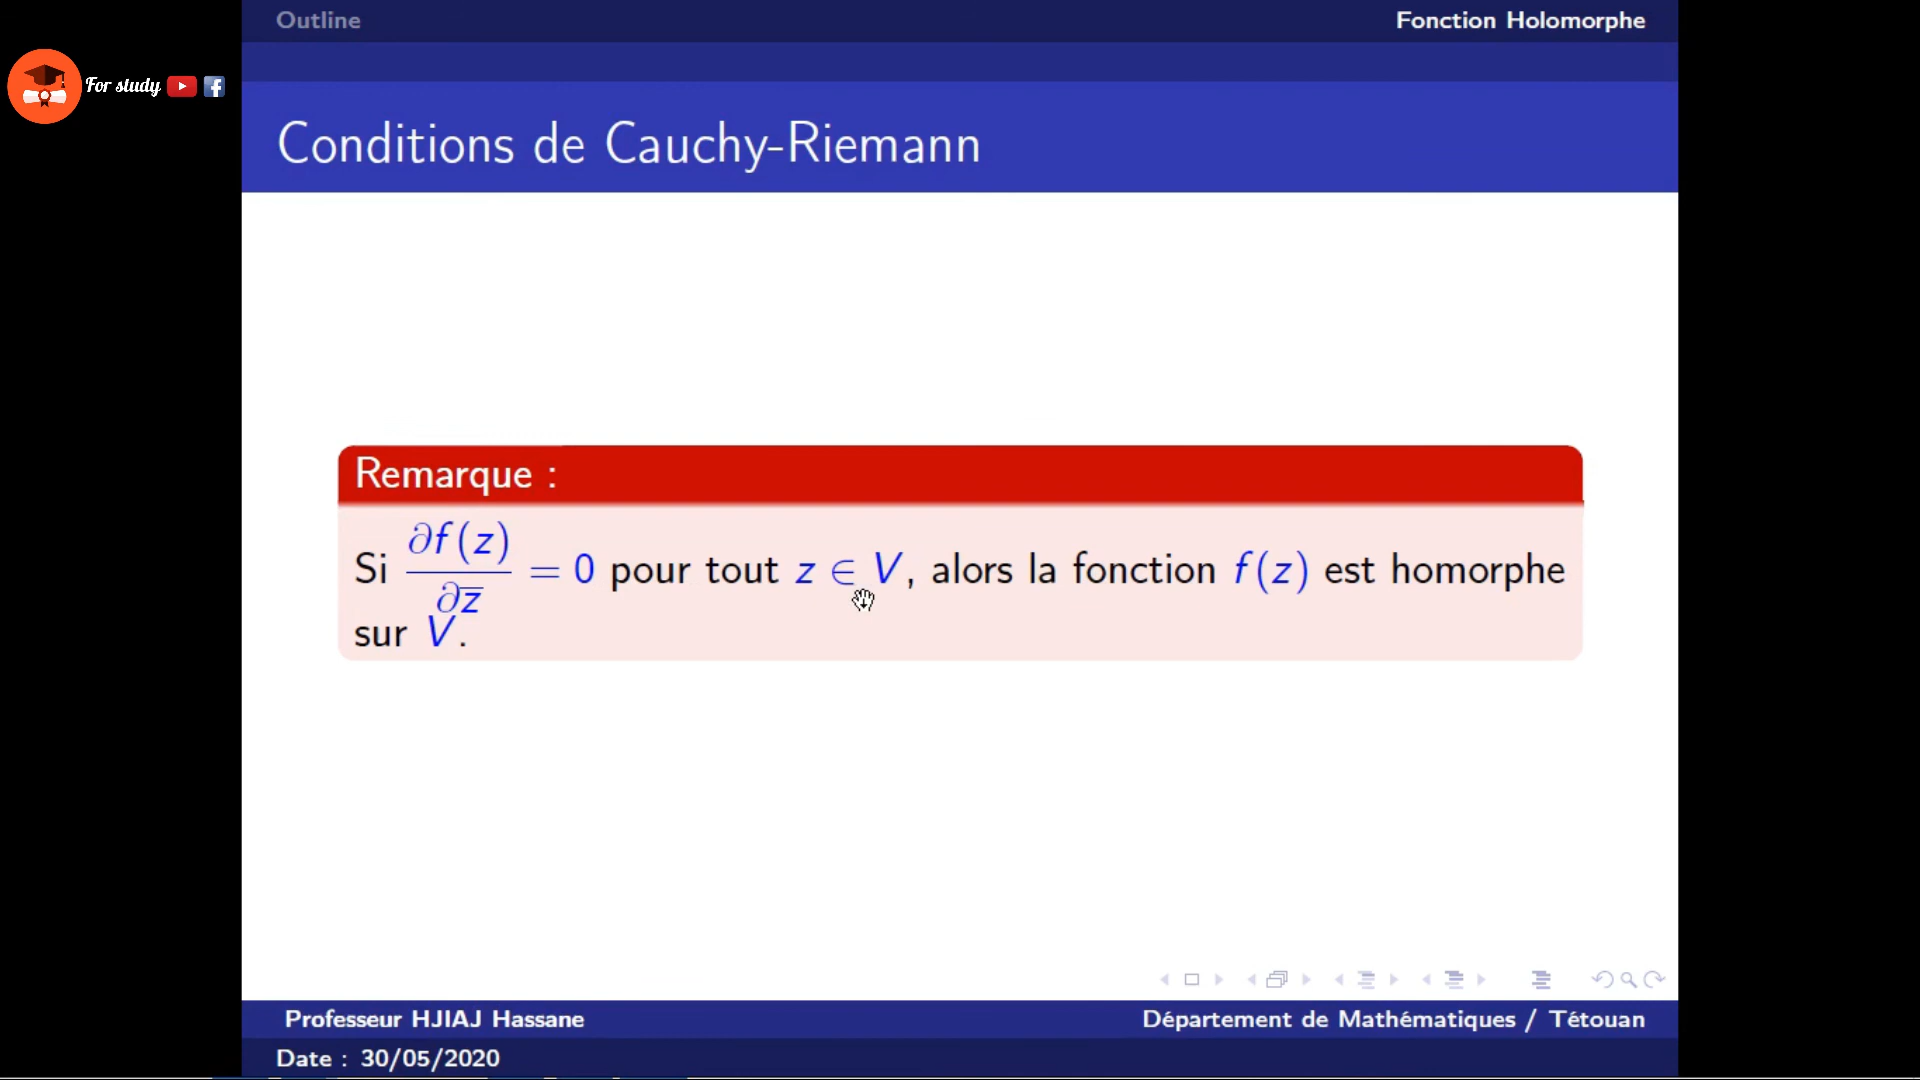 Outline
Fonction Holomorphe
For study
Conditions de Cauchy-Riemann
Remarque :
Si ∂f(z)/∂z̅ = 0 pour tout z ∈ V, alors la fonction f(z) est homorphe
sur V.
Professeur HJIAJ Hassane
Département de Mathématiques / Tétouan
Date : 30/05/2020